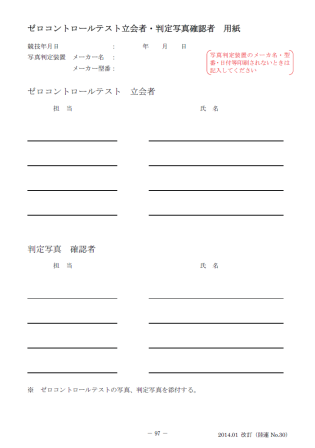 ゼロコントロールテスト立会者・判定写真確認者　用紙
競技年月日　：　年　月　日
写真判定装置　メーカー名　：
メーカー型番：
写真判定装置のメーカ名・型
番・日付等印刷されないときは
記入してください
ゼロコントロールテスト　立会者
担　当　氏　名
判定写真　確認者
担　当　氏　名
※　ゼロコントロールテストの写真、判定写真を添付する。
－ 97 －
2014.01 改訂（陸連 No.30）